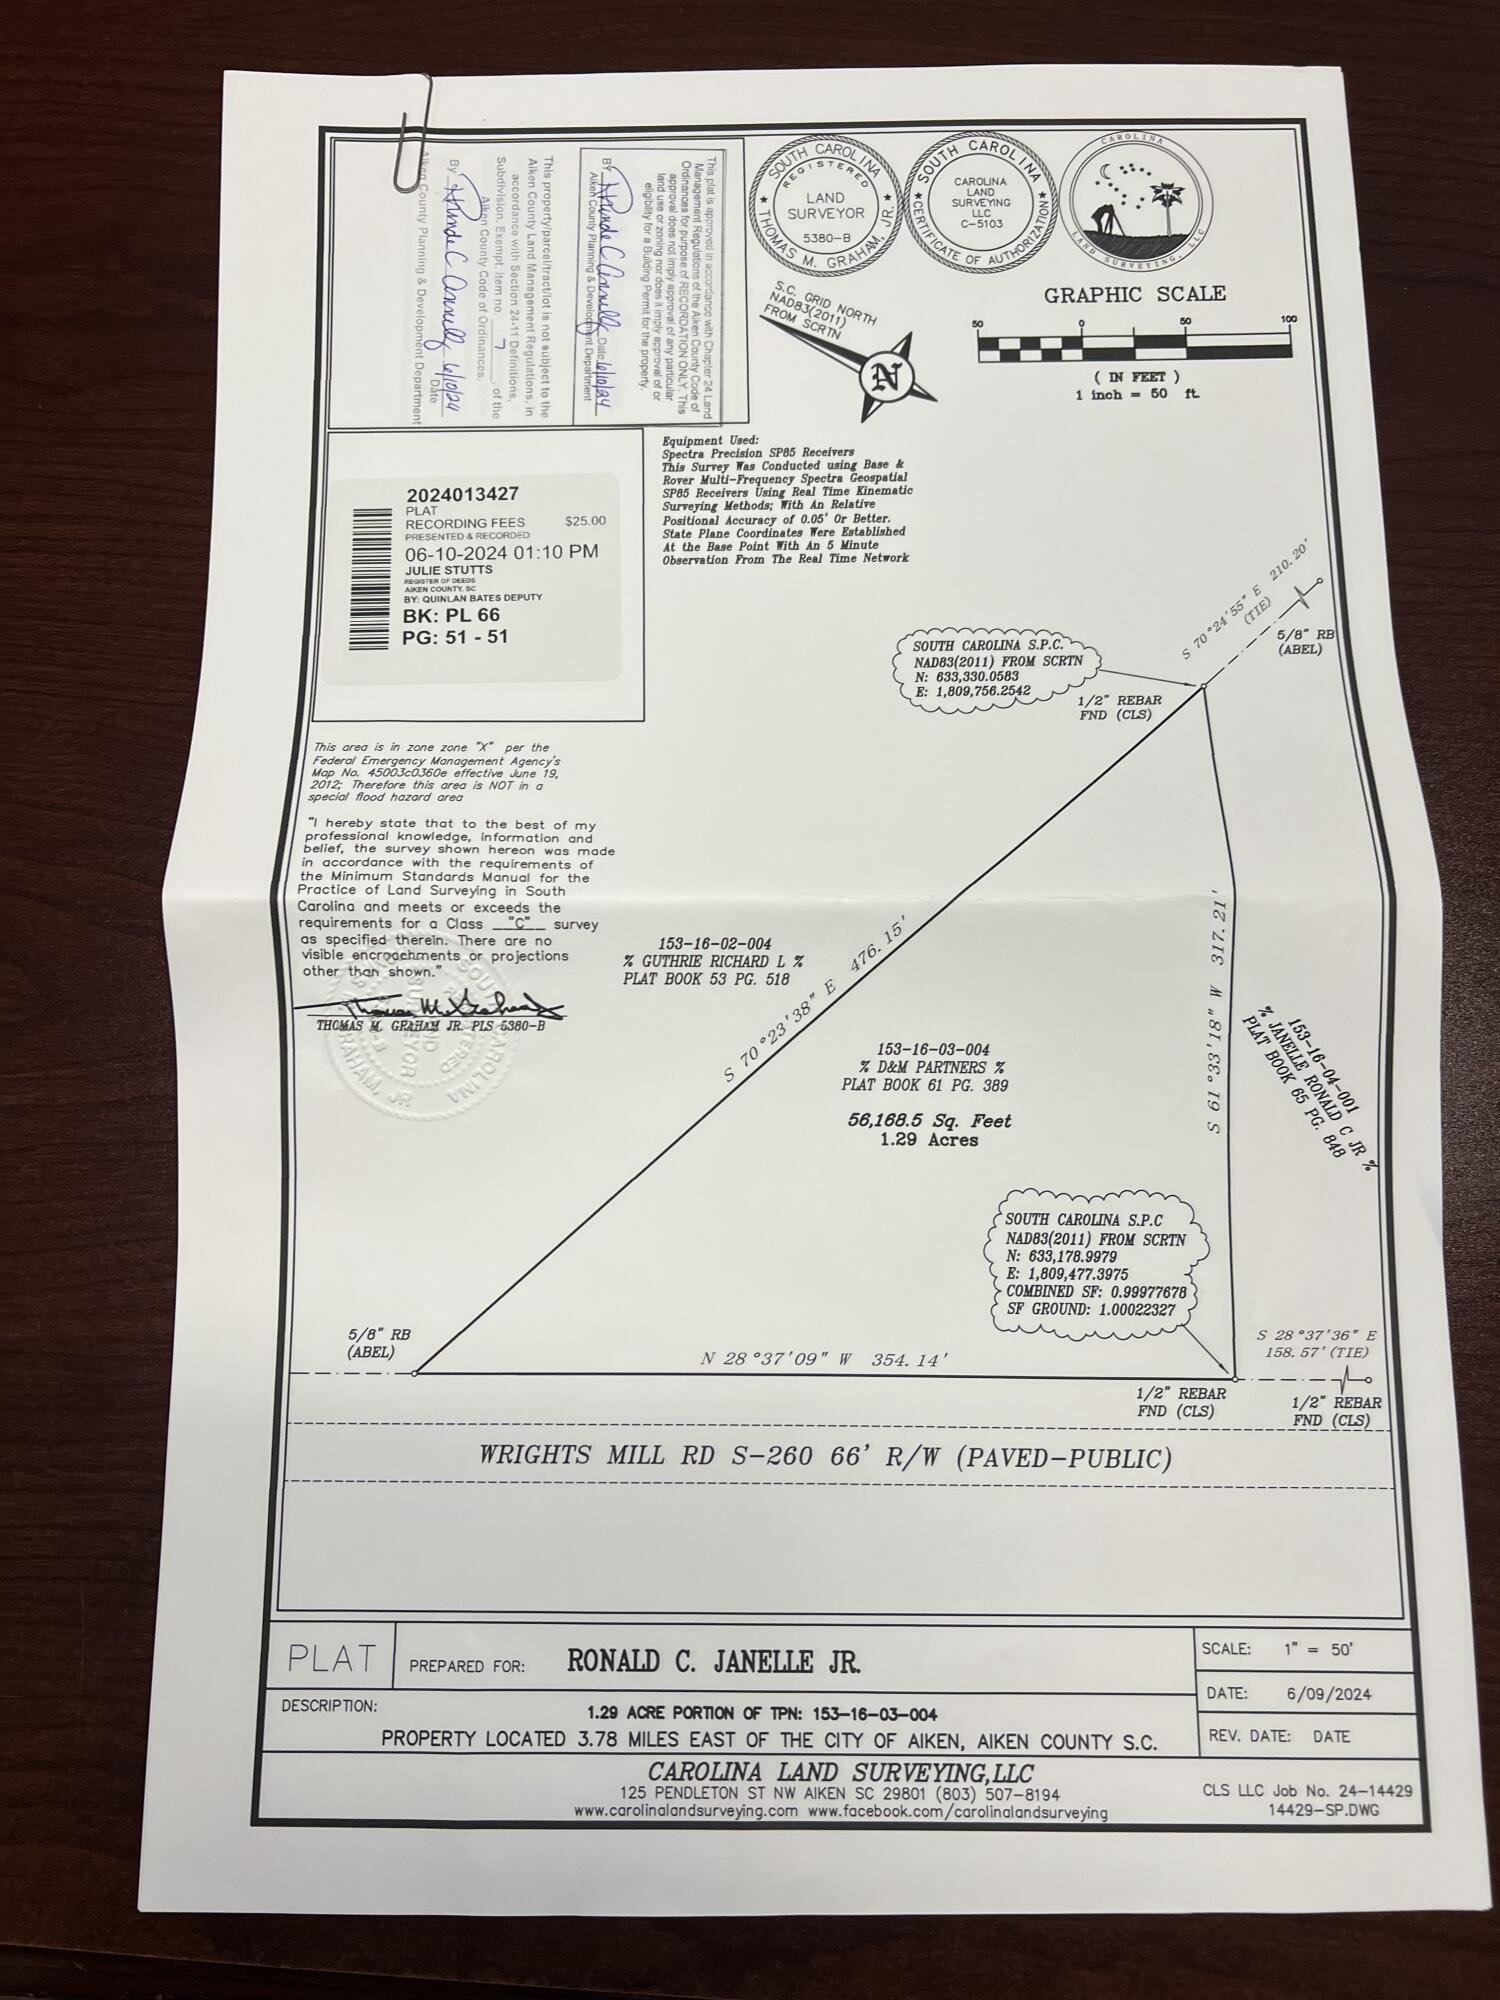 This plat is approved in accordance with Chapter 24 Land
Management Regulations of the Aiken County Code of
Ordinances for purpose of RECORDATION ONLY. This
approval does not imply approval of any particular
land use or zoning nor does it imply approval of or
eligibility for a Building Permit for the property.
BY Date 6/10/24
Aiken County Planning & Development Department
This property/parcel/tract/lot is not subject to the
Aiken County Land Management Regulations, in
accordance with Section 24-11 Definitions,
Subdivision, Exempt, Item no. 7, of the
Aiken County Code of Ordinances.
By 6/10/24
Date
Aiken County Planning & Development Department
SOUTH CAROLINA
REGISTERED
LAND
SURVEYOR
5380-B
THOMAS M. GRAHAM, JR.
SOUTH CAROLINA
CAROLINA
LAND
SURVEYING
LLC
C-5103
CERTIFICATE OF AUTHORIZATION
CAROLINA
LAND SURVEYING, LLC
S.C. GRID NORTH
NAD83(2011)
FROM SCRTN
N
GRAPHIC SCALE
50 0 50 100
( IN FEET )
1 inch = 50 ft.
Equipment Used:
Spectra Precision SP85 Receivers
This Survey Was Conducted using Base &
Rover Multi-Frequency Spectra Geospatial
SP85 Receivers Using Real Time Kinematic
Surveying Methods; With An Relative
Positional Accuracy of 0.05' Or Better.
State Plane Coordinates Were Established
At the Base Point With An 5 Minute
Observation From The Real Time Network
2024013427
PLAT
RECORDING FEES $25.00
PRESENTED & RECORDED
06-10-2024 01:10 PM
JULIE STUTTS
REGISTER OF DEEDS
AIKEN COUNTY, SC
BY: QUINLAN BATES DEPUTY
BK: PL 66
PG: 51 - 51
S 70°24'55" E 210.20'
(TIE)
5/8" RB
(ABEL)
SOUTH CAROLINA S.P.C.
NAD83(2011) FROM SCRTN
N: 633,330.0583
E: 1,809,756.2542
1/2" REBAR
FND (CLS)
This area is in zone zone "X" per the
Federal Emergency Management Agency's
Map No. 45003c0360e effective June 19,
2012; Therefore this area is NOT in a
special flood hazard area
"I hereby state that to the best of my
professional knowledge, information and
belief, the survey shown hereon was made
in accordance with the requirements of
the Minimum Standards Manual for the
Practice of Land Surveying in South
Carolina and meets or exceeds the
requirements for a Class __"C"__ survey
as specified therein. There are no
visible encroachments or projections
other than shown."
Thomas M. Graham Jr
THOMAS M. GRAHAM JR. PLS 5380-B
153-16-02-004
% GUTHRIE RICHARD L %
PLAT BOOK 53 PG. 518
S 70°23'38" E 476.15'
153-16-03-004
% D&M PARTNERS %
PLAT BOOK 61 PG. 389
56,168.5 Sq. Feet
1.29 Acres
S 61°33'18" W 317.21'
153-16-04-001
% JANELLE RONALD C JR %
PLAT BOOK 65 PG. 848
SOUTH CAROLINA S.P.C
NAD83(2011) FROM SCRTN
N: 633,178.9979
E: 1,809,477.3975
COMBINED SF: 0.99977678
SF GROUND: 1.00022327
5/8" RB
(ABEL)
N 28°37'09" W 354.14'
S 28°37'36" E
158.57' (TIE)
1/2" REBAR
FND (CLS)
1/2" REBAR
FND (CLS)
WRIGHTS MILL RD S-260 66' R/W (PAVED-PUBLIC)
PLAT
PREPARED FOR: RONALD C. JANELLE JR.
SCALE: 1" = 50'
DATE: 6/09/2024
REV. DATE: DATE
DESCRIPTION:
1.29 ACRE PORTION OF TPN: 153-16-03-004
PROPERTY LOCATED 3.78 MILES EAST OF THE CITY OF AIKEN, AIKEN COUNTY S.C.
CAROLINA LAND SURVEYING,LLC
125 PENDLETON ST NW AIKEN SC 29801 (803) 507-8194
www.carolinalandsurveying.com www.facebook.com/carolinalandsurveying
CLS LLC Job No. 24-14429
14429-SP.DWG